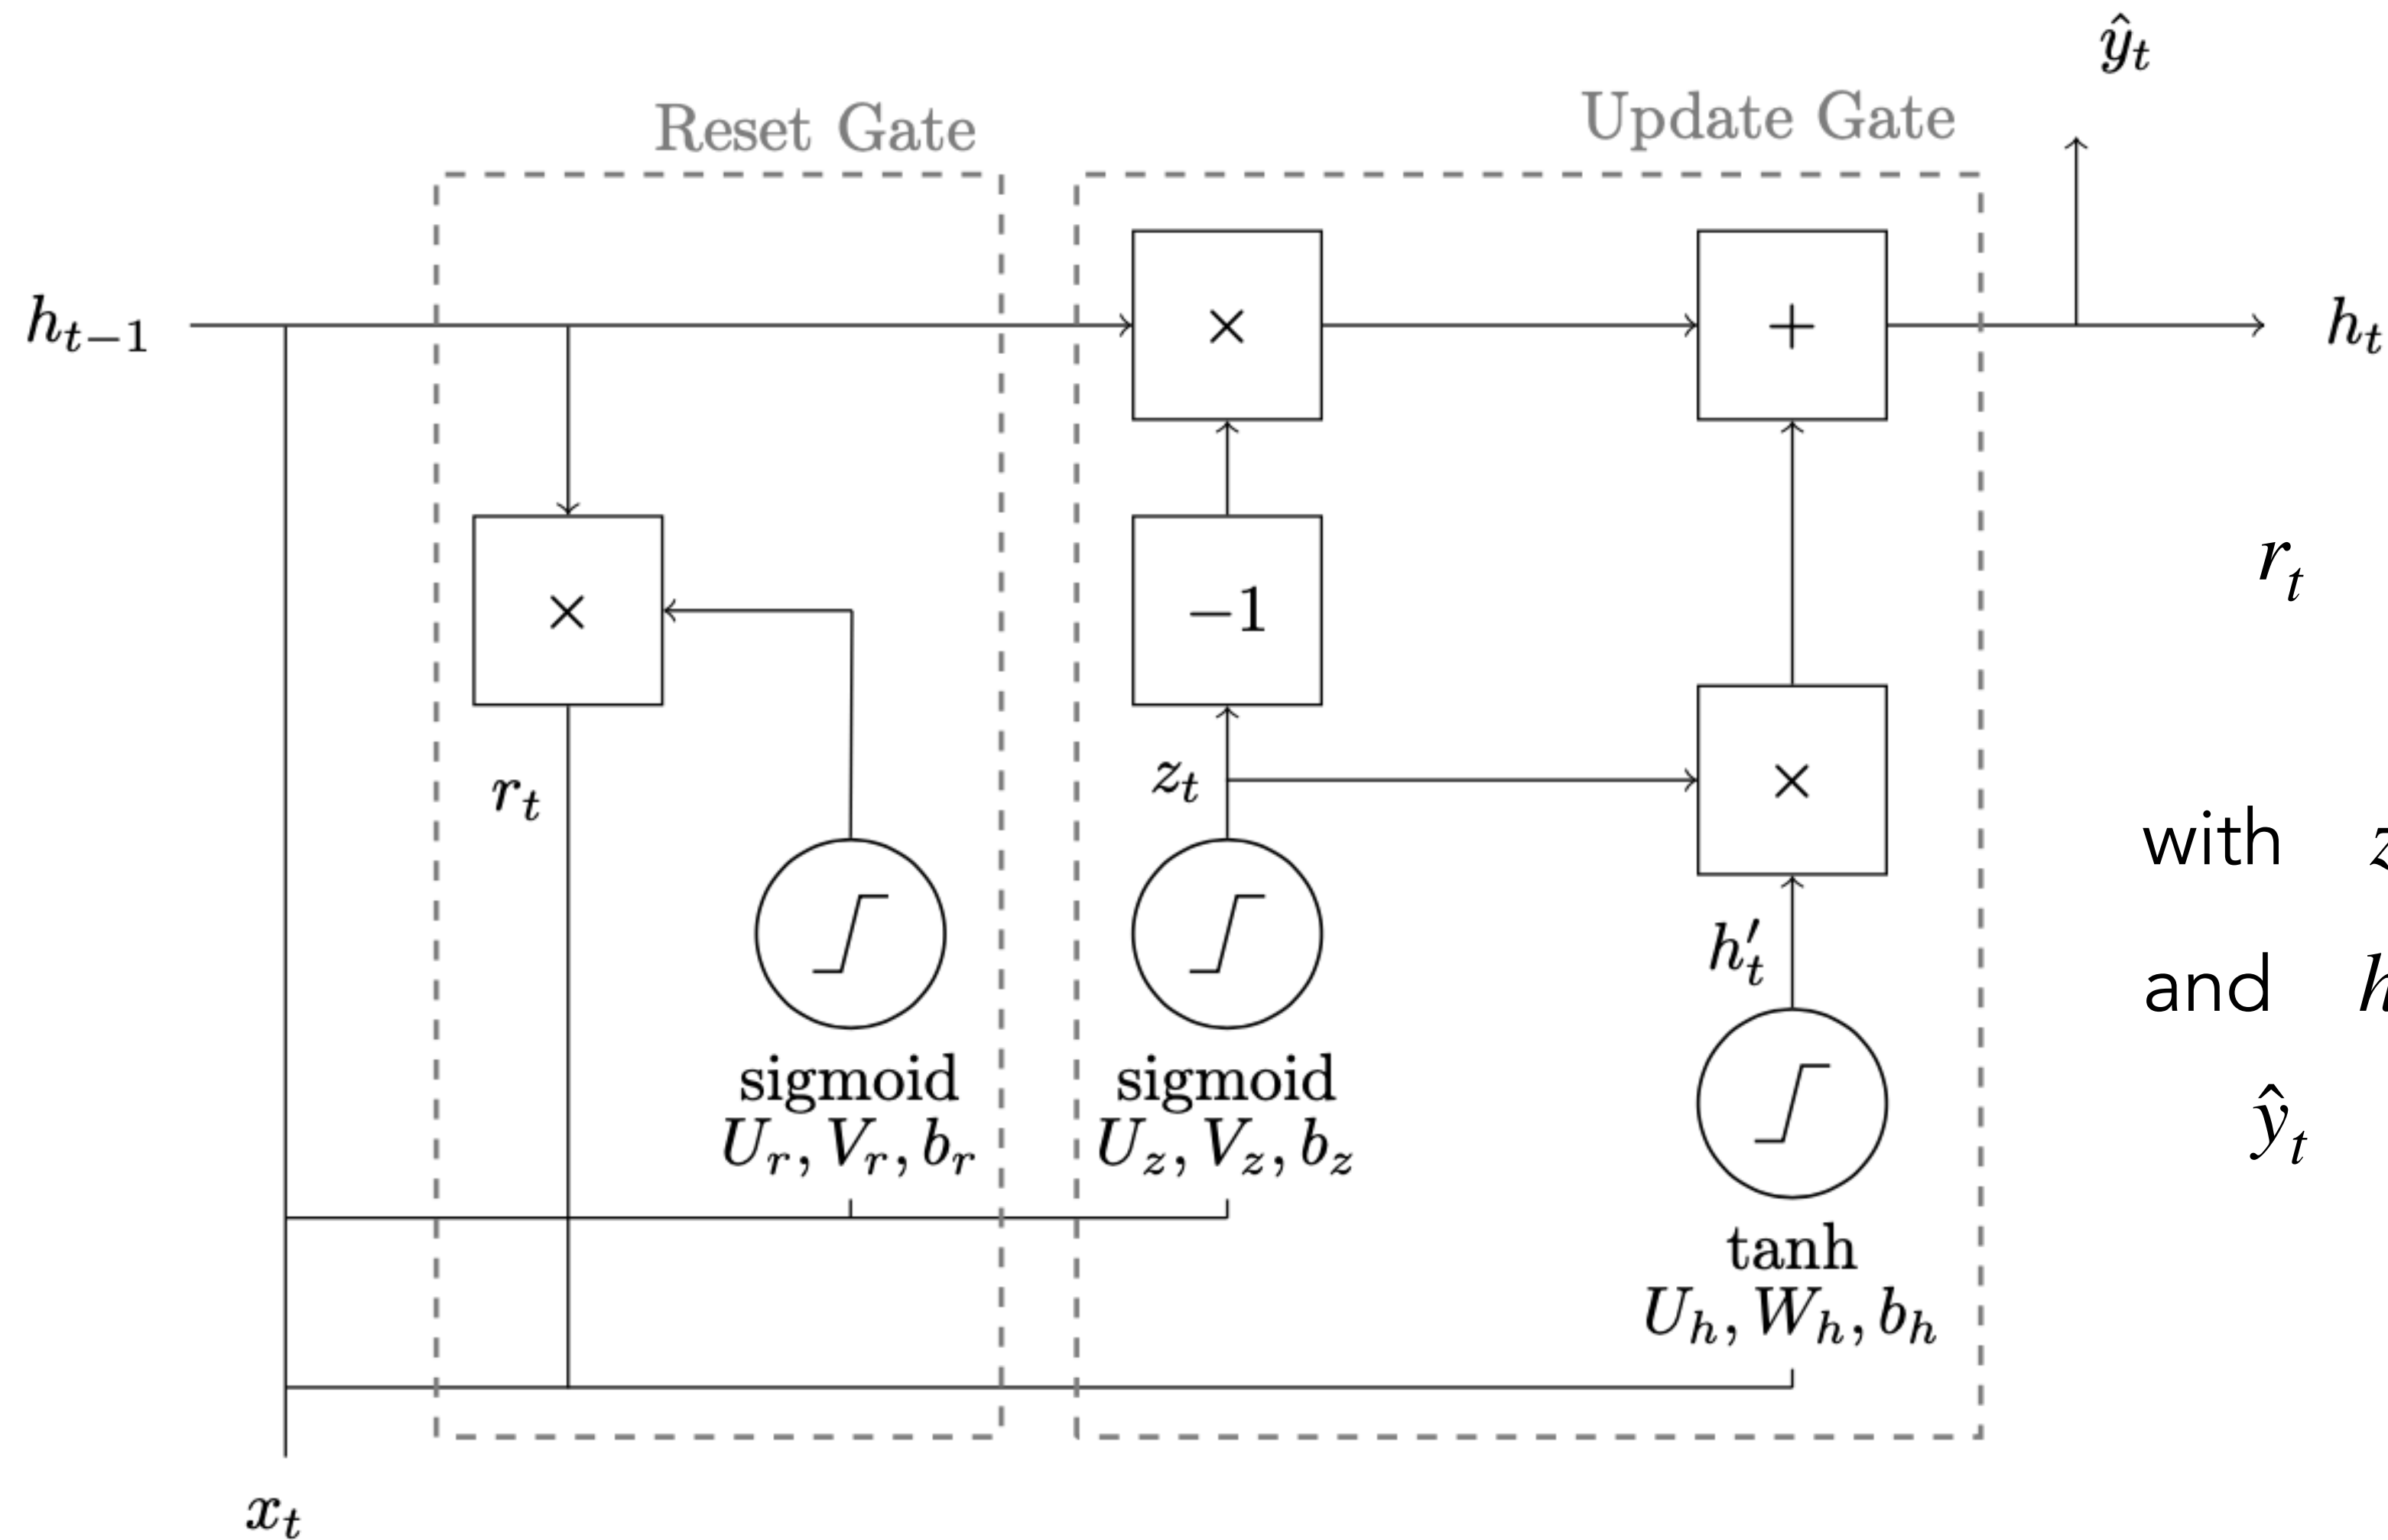 ŷ_t
Reset Gate
Update Gate
h_{t−1}
×
+
h_t
×
−1
r_t
r_t
z_t
×
with z
h′_t
and h
sigmoid
U_r, V_r, b_r
sigmoid
U_z, V_z, b_z
ŷ_t
tanh
U_h, W_h, b_h
x_t